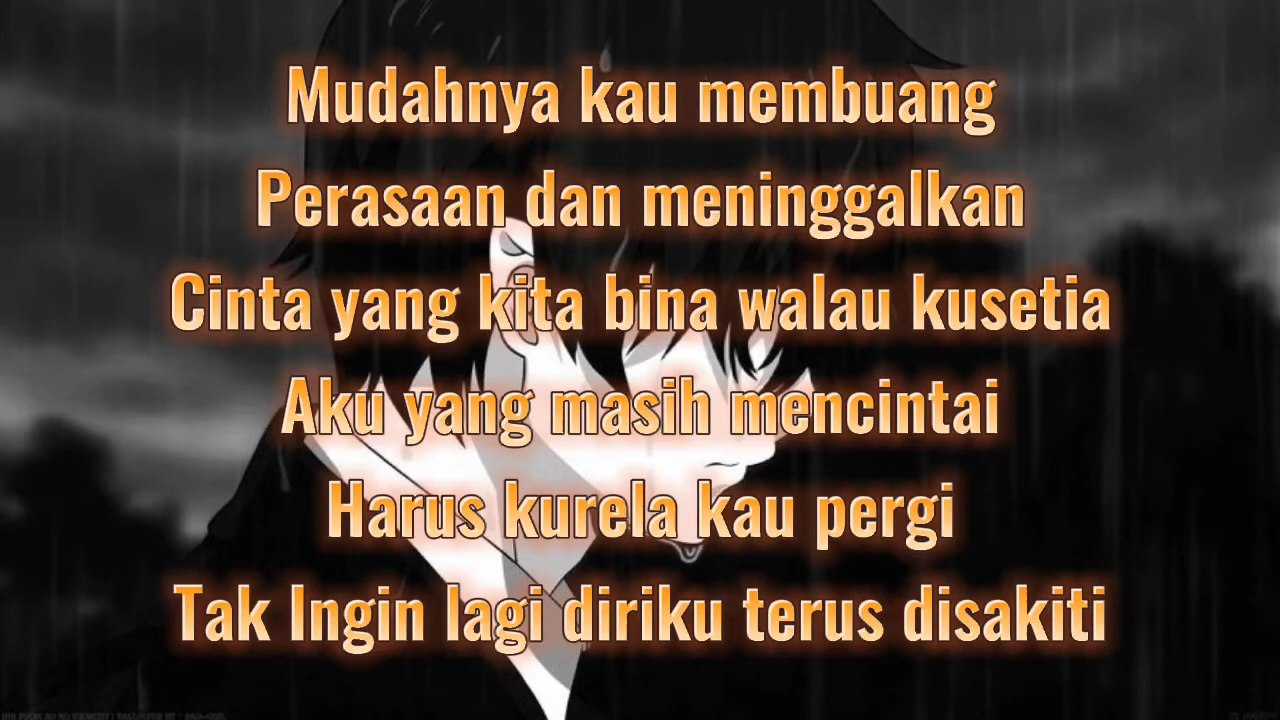 Mudahnya kau membuang
Perasaan dan meninggalkan
Cinta yang kita bina walau kusetia
Aku yang masih mencintai
Harus kurela kau pergi
Tak Ingin lagi diriku terus disakiti